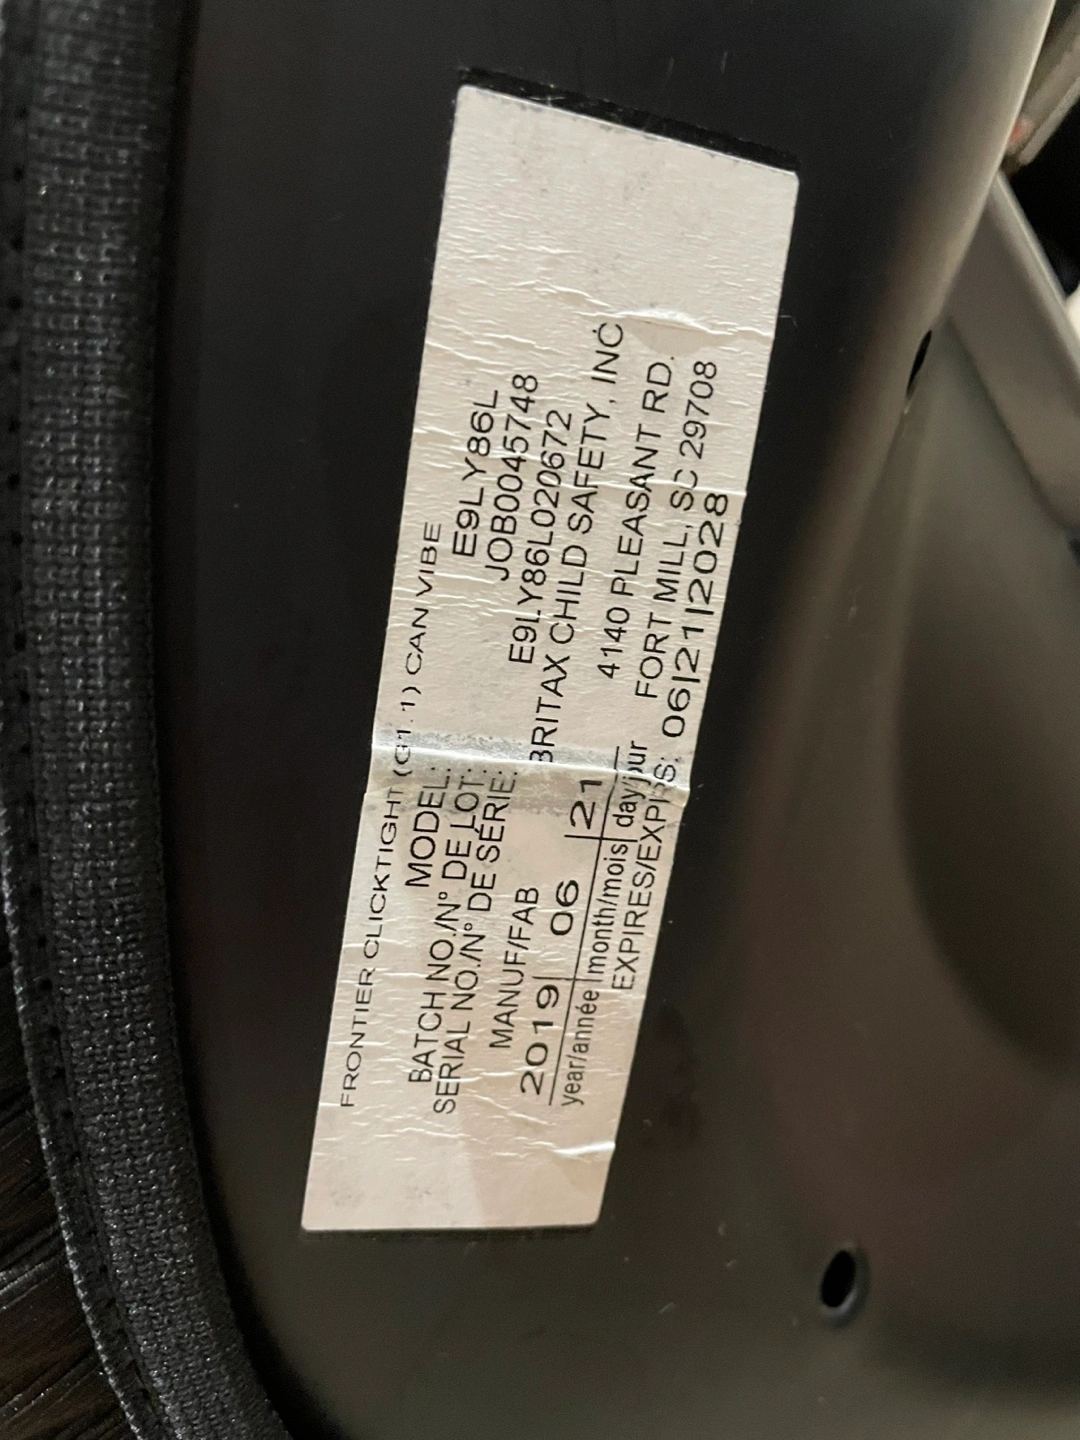 FRONTIER CLICKTIGHT (G1.1) CAN VIBE
MODEL: E9LY86L
BATCH NO./N° DE LOT: JOB0045748
SERIAL NO./N° DE SÉRIE: E9LY86L020672
MANUF/FAB BRITAX CHILD SAFETY, INC
2019| 06 |21 4140 PLEASANT RD.
year/année |month/mois| day/jour FORT MILL, SC 29708
EXPIRES/EXPIRS: 06|21|2028